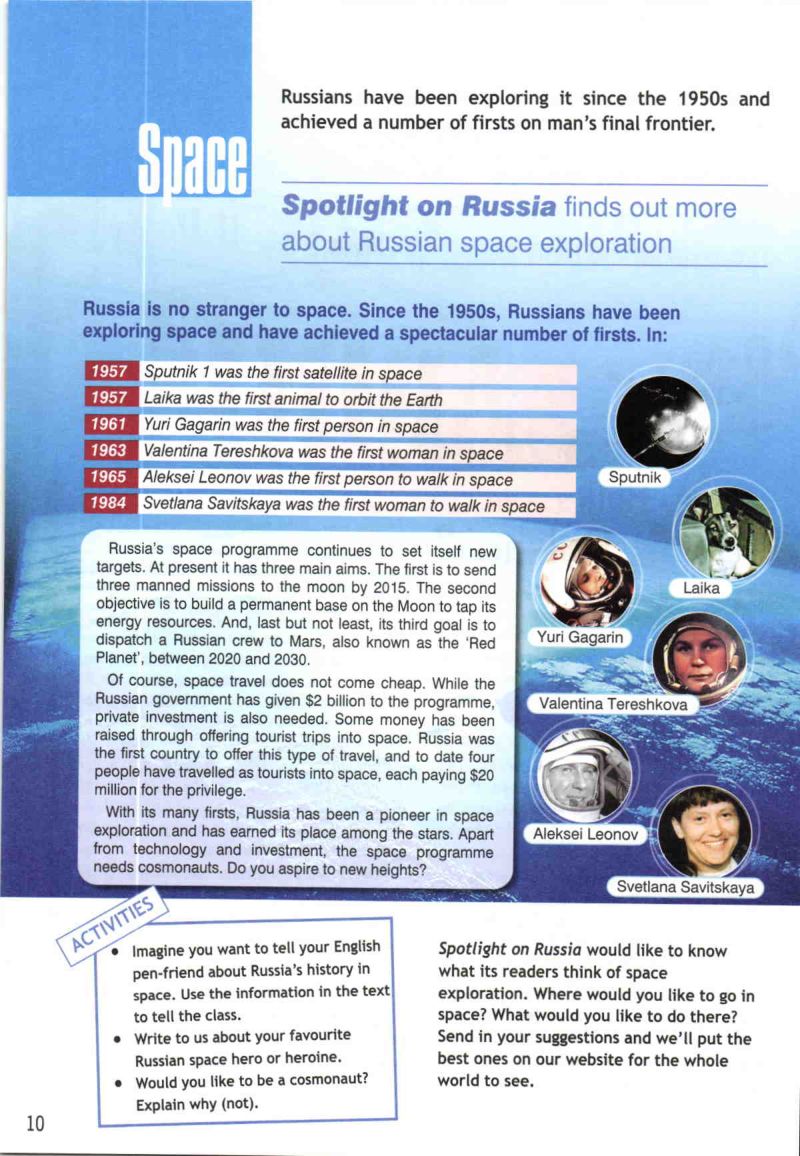 Space
Russians have been exploring it since the 1950s and
achieved a number of firsts on man's final frontier.
Spotlight on Russia finds out more
about Russian space exploration
Russia is no stranger to space. Since the 1950s, Russians have been
exploring space and have achieved a spectacular number of firsts. In:
1957 Sputnik 1 was the first satellite in space
1957 Laika was the first animal to orbit the Earth
1961 Yuri Gagarin was the first person in space
1963 Valentina Tereshkova was the first woman in space
1965 Aleksei Leonov was the first person to walk in space
1984 Svetlana Savitskaya was the first woman to walk in space
Sputnik
Laika
Yuri Gagarin
Valentina Tereshkova
Aleksei Leonov
Svetlana Savitskaya
Russia's space programme continues to set itself new
targets. At present it has three main aims. The first is to send
three manned missions to the moon by 2015. The second
objective is to build a permanent base on the Moon to tap its
energy resources. And, last but not least, its third goal is to
dispatch a Russian crew to Mars, also known as the 'Red
Planet', between 2020 and 2030.
Of course, space travel does not come cheap. While the
Russian government has given $2 billion to the programme,
private investment is also needed. Some money has been
raised through offering tourist trips into space. Russia was
the first country to offer this type of travel, and to date four
people have travelled as tourists into space, each paying $20
million for the privilege.
With its many firsts, Russia has been a pioneer in space
exploration and has earned its place among the stars. Apart
from technology and investment, the space programme
needs cosmonauts. Do you aspire to new heights?
ACTIVITIES
• Imagine you want to tell your English
pen-friend about Russia's history in
space. Use the information in the text
to tell the class.
• Write to us about your favourite
Russian space hero or heroine.
• Would you like to be a cosmonaut?
Explain why (not).
Spotlight on Russia would like to know
what its readers think of space
exploration. Where would you like to go in
space? What would you like to do there?
Send in your suggestions and we'll put the
best ones on our website for the whole
world to see.
10